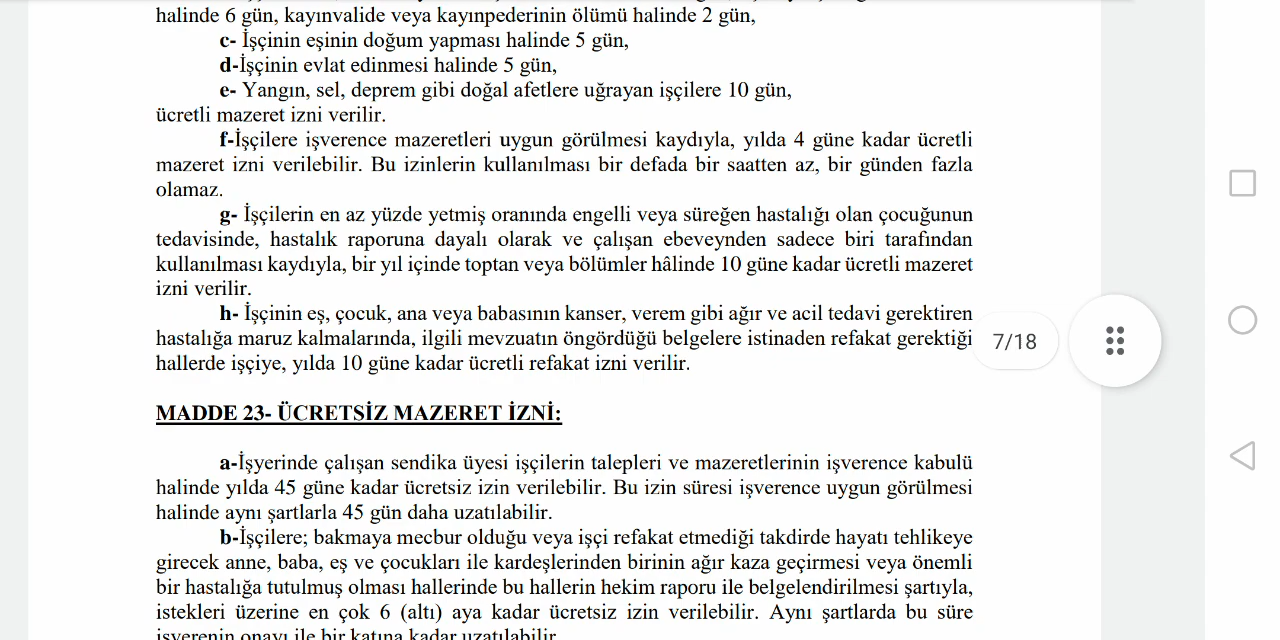 halinde 6 gün, kayınvalide veya kayınpederinin ölümü halinde 2 gün,
c- İşçinin eşinin doğum yapması halinde 5 gün,
d-İşçinin evlat edinmesi halinde 5 gün,
e- Yangın, sel, deprem gibi doğal afetlere uğrayan işçilere 10 gün,
ücretli mazeret izni verilir.
f-İşçilere işverence mazeretleri uygun görülmesi kaydıyla, yılda 4 güne kadar ücretli
mazeret izni verilebilir. Bu izinlerin kullanılması bir defada bir saatten az, bir günden fazla
olamaz.
g- İşçilerin en az yüzde yetmiş oranında engelli veya süreğen hastalığı olan çocuğunun
tedavisinde, hastalık raporuna dayalı olarak ve çalışan ebeveynden sadece biri tarafından
kullanılması kaydıyla, bir yıl içinde toptan veya bölümler hâlinde 10 güne kadar ücretli mazeret
izni verilir.
h- İşçinin eş, çocuk, ana veya babasının kanser, verem gibi ağır ve acil tedavi gerektiren
hastalığa maruz kalmalarında, ilgili mevzuatın öngördüğü belgelere istinaden refakat gerektiği
hallerde işçiye, yılda 10 güne kadar ücretli refakat izni verilir.
7/18
MADDE 23- ÜCRETSİZ MAZERET İZNİ:
a-İşyerinde çalışan sendika üyesi işçilerin talepleri ve mazeretlerinin işverence kabulü
halinde yılda 45 güne kadar ücretsiz izin verilebilir. Bu izin süresi işverence uygun görülmesi
halinde aynı şartlarla 45 gün daha uzatılabilir.
b-İşçilere; bakmaya mecbur olduğu veya işçi refakat etmediği takdirde hayatı tehlikeye
girecek anne, baba, eş ve çocukları ile kardeşlerinden birinin ağır kaza geçirmesi veya önemli
bir hastalığa tutulmuş olması hallerinde bu hallerin hekim raporu ile belgelendirilmesi şartıyla,
istekleri üzerine en çok 6 (altı) aya kadar ücretsiz izin verilebilir. Aynı şartlarda bu süre
işverenin onayı ile bir katına kadar uzatılabilir.